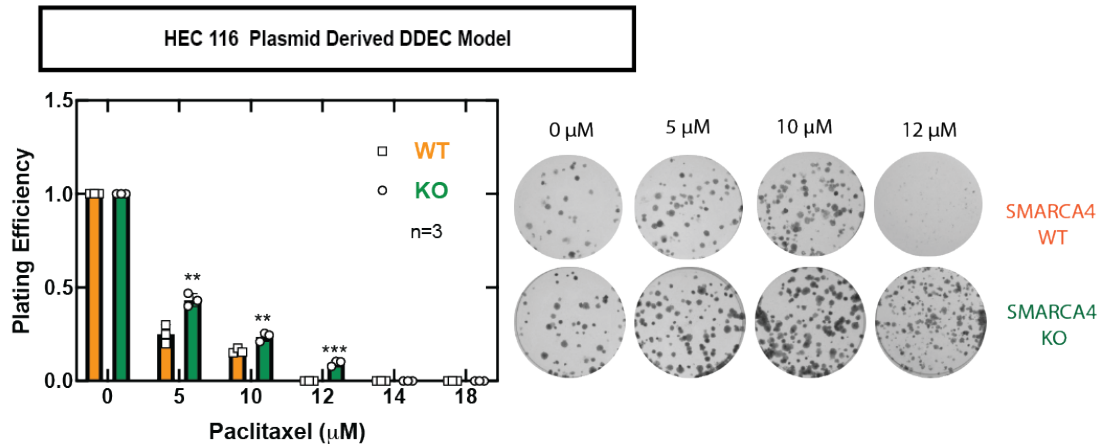 HEC 116 Plasmid Derived DDEC Model
1.5
1.0
0.5
0.0
Plating Efficiency
WT
KO
n=3
**
**
***
0 5 10 12 14 18
Paclitaxel (μM)
0 μM 5 μM 10 μM 12 μM
SMARCA4
WT
SMARCA4
KO